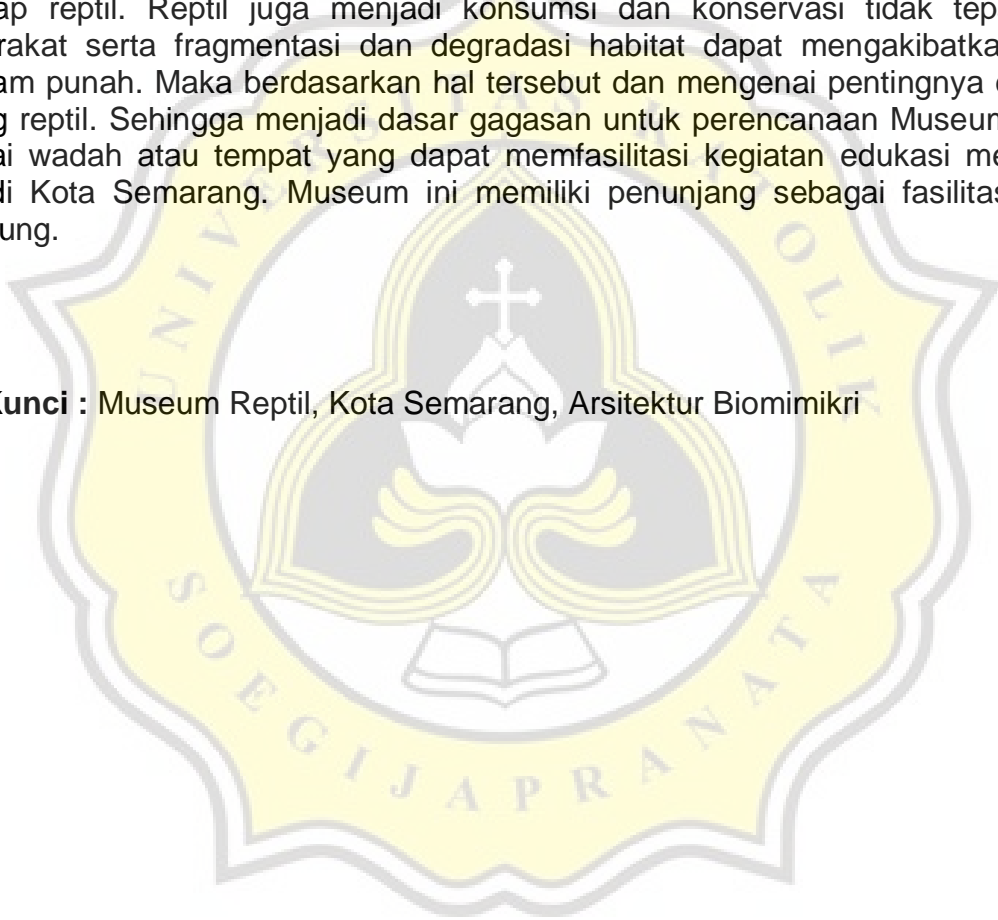 ap reptil. Reptil juga menjadi konsumsi dan konservasi tidak tep
rakat serta fragmentasi dan degradasi habitat dapat mengakibatka
am punah. Maka berdasarkan hal tersebut dan mengenai pentingnya
g reptil. Sehingga menjadi dasar gagasan untuk perencanaan Museum
ai wadah atau tempat yang dapat memfasilitasi kegiatan edukasi me
di Kota Semarang. Museum ini memiliki penunjang sebagai fasilitas
ung.
Kunci : Museum Reptil, Kota Semarang, Arsitektur Biomimikri
UNIVERSITAS KATOLIK
SOEGIJAPRANATA